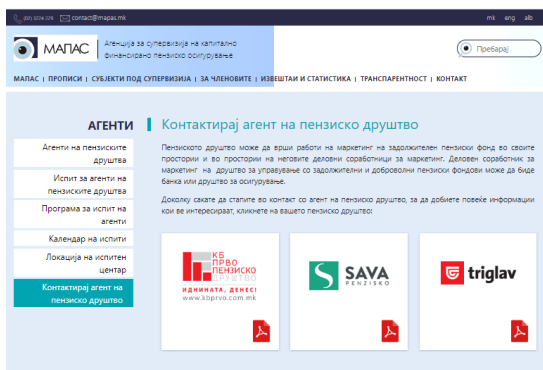 (02) 3224 229 contact@mapas.mk
mk eng alb
МАПАС
Агенција за супервизија на капитално
финансирано пензиско осигурување
Пребарај
МАПАС | ПРОПИСИ | СУБЈЕКТИ ПОД СУПЕРВИЗИЈА | ЗА ЧЛЕНОВИТЕ | ИЗВЕШТАИ И СТАТИСТИКА | ТРАНСПАРЕНТНОСТ | КОНТАКТ
АГЕНТИ
Агенти на пензиските
друштва
Испит за агенти на
пензиските друштва
Програма за испит на
агенти
Календар на испити
Локација на испитен
центар
Контактирај агент на
пензиско друштво
Контактирај агент на пензиско друштво
Пензиското друштво може да врши работи на маркетинг на задолжителен пензиски фонд во своите
простории и во простории на неговите деловни соработници за маркетинг. Деловен соработник за
маркетинг на друштво за управување со задолжителни и доброволни пензиски фондови може да биде
банка или друштво за осигурување.
Доколку сакате да стапите во контакт со агент на пензиско друштво, за да добиете повеќе информации
кои ве интересираат, кликнете на вашето пензиско друштво:
КБ
ПРВО
ПЕНЗИСКО
ДРУШТВО
ИДНИНАТА, ДЕНЕС!
www.kbprvo.com.mk
SAVA
PENZISKO
triglav